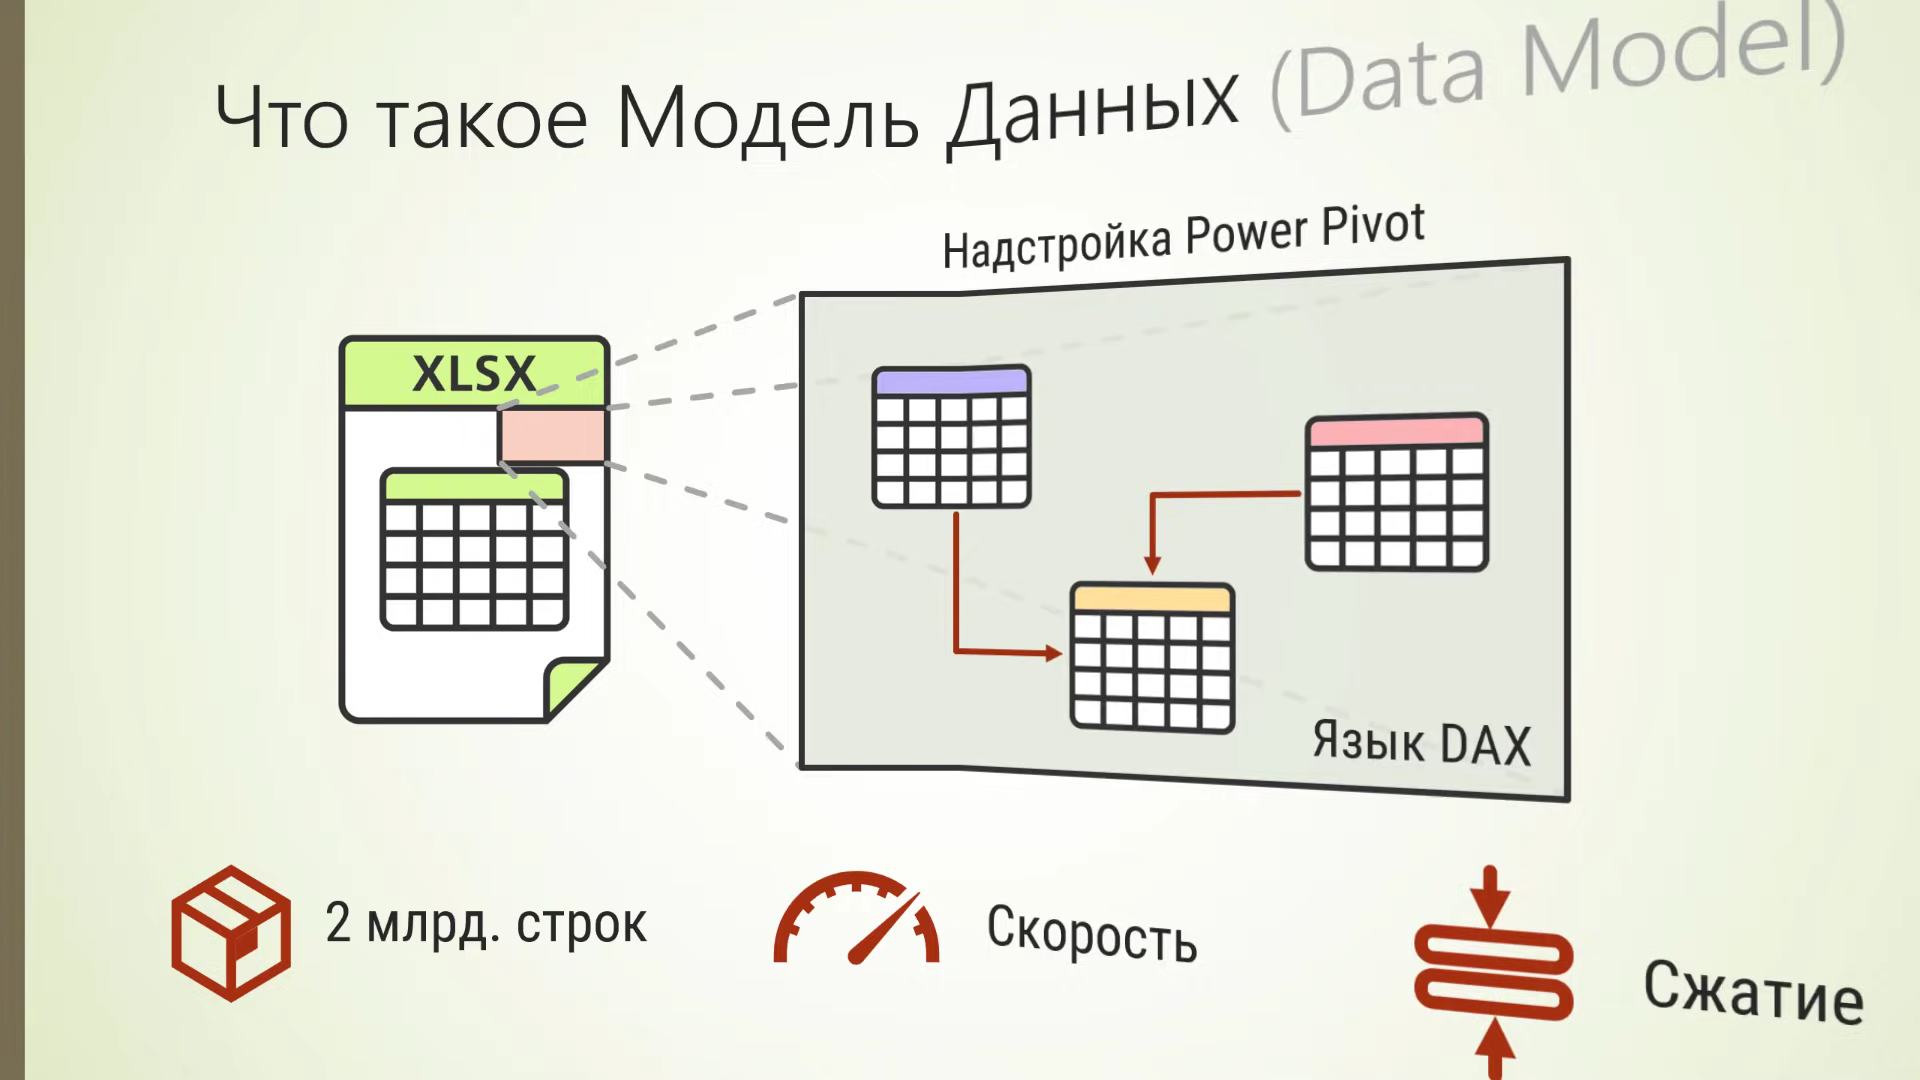 Что такое Модель Данных (Data Model)
Надстройка Power Pivot
XLSX
Язык DAX
2 млрд. строк
Скорость
Сжатие